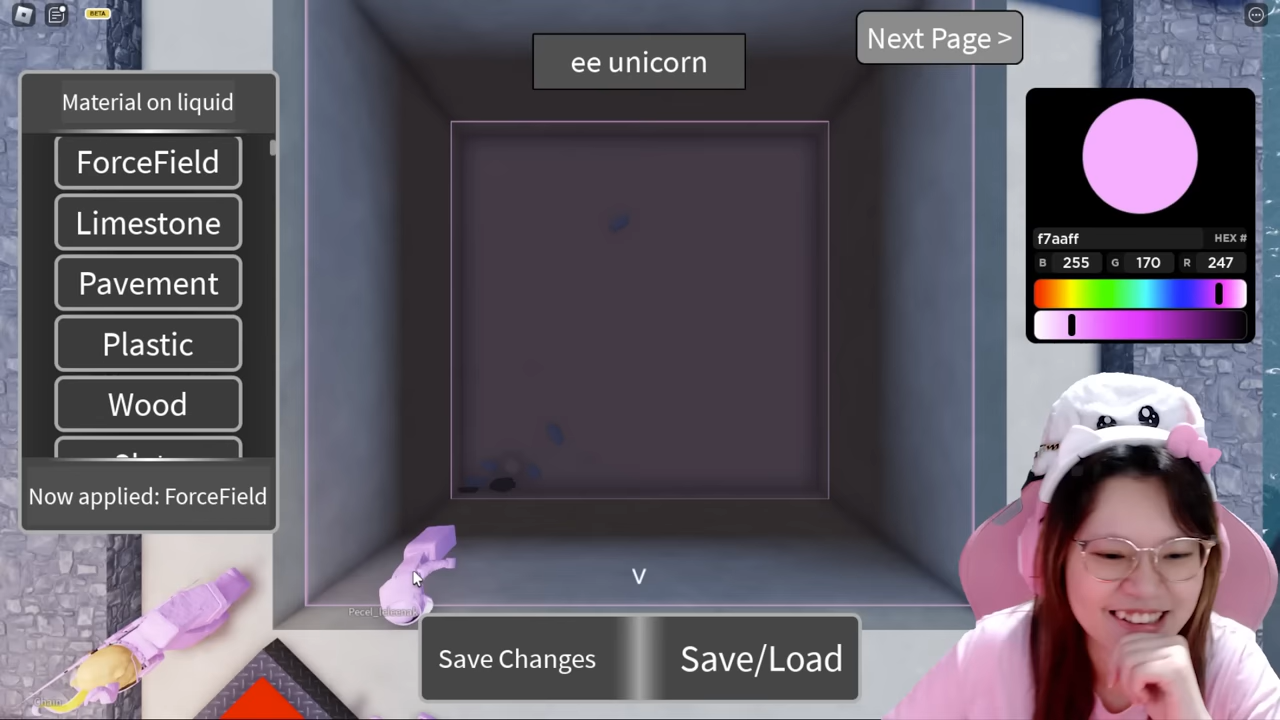 BETA
ee unicorn
Next Page >
Material on liquid
ForceField
Limestone
Pavement
Plastic
Wood
Now applied: ForceField
f7aaff HEX #
B 255 G 170 R 247
V
Save Changes
Save/Load